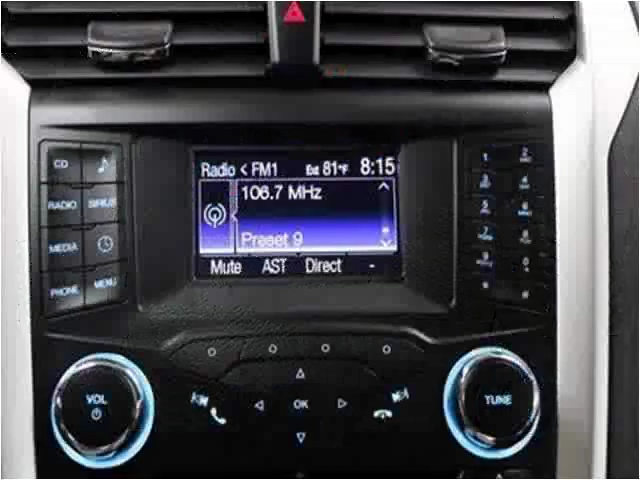 Radio < FM1 Ext 81°F 8:15
106.7 MHz
Preset 9
Mute AST Direct -
CD
RADIO SIRIUS
MEDIA
PHONE MENU
1 2
3 4
5 6
7 8
9 0
* #
VOL
OK
TUNE